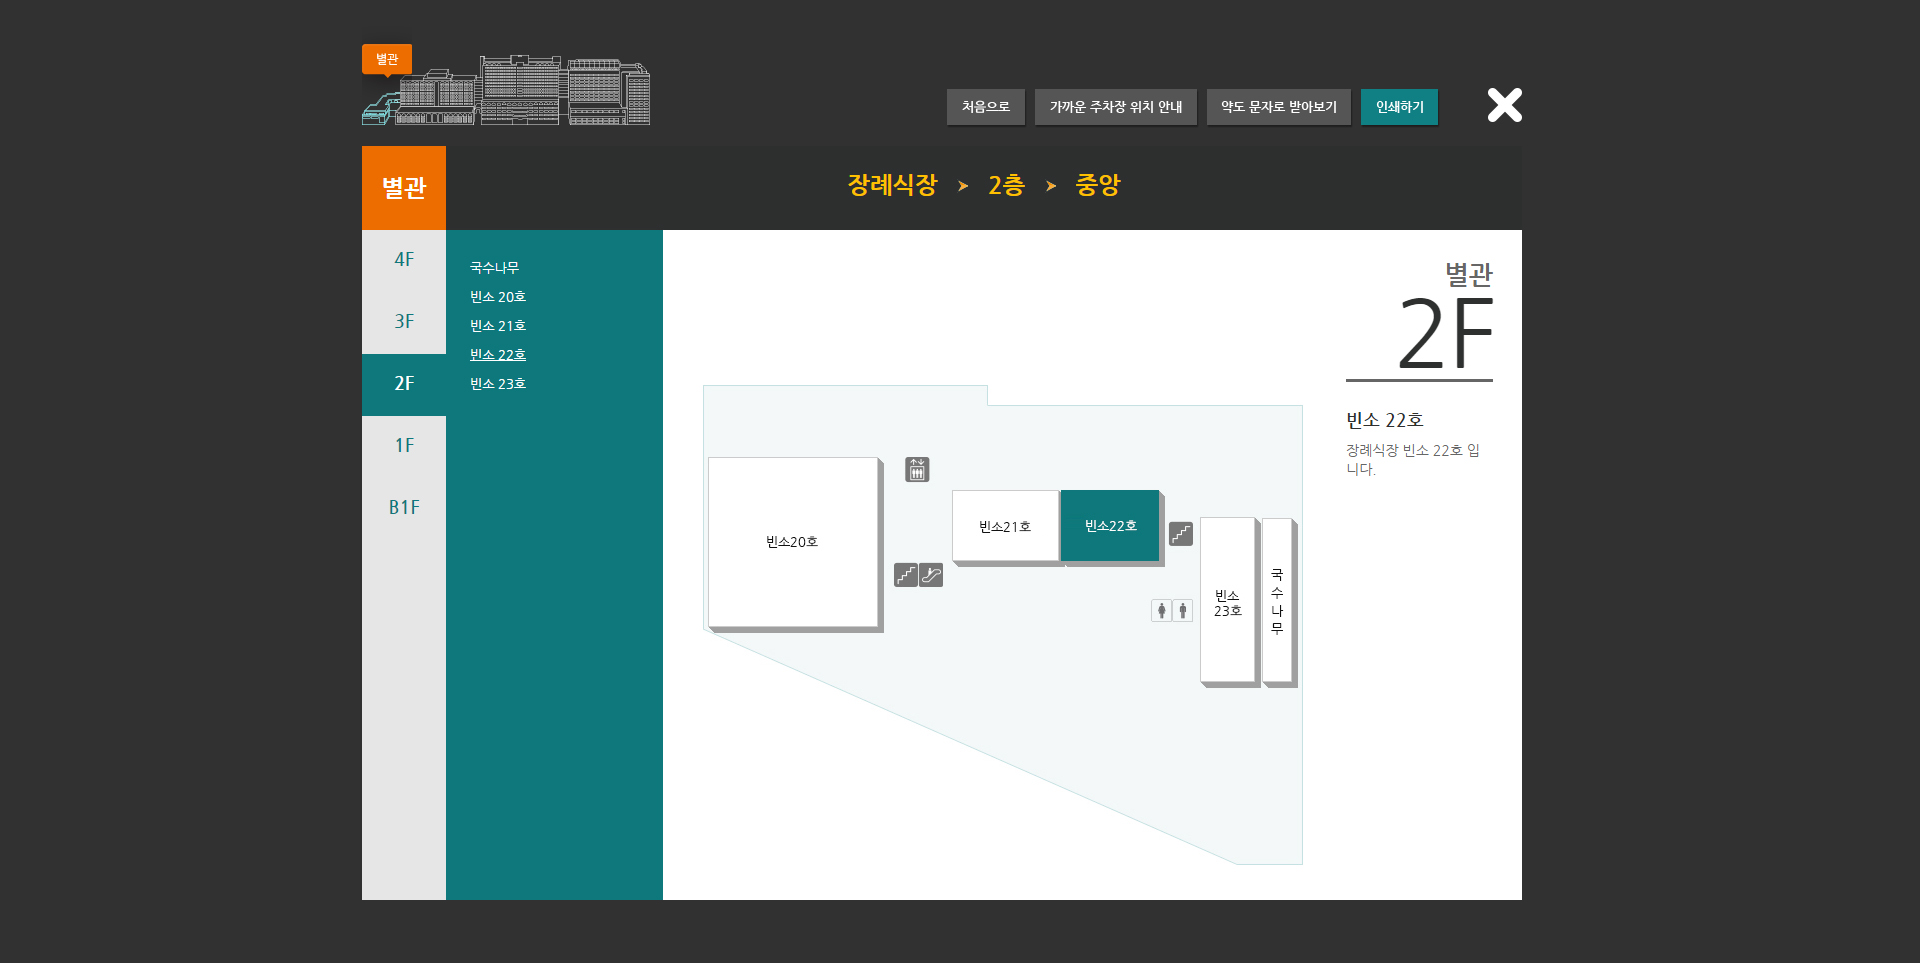 별관
처음으로
가까운 주차장 위치 안내
약도 문자로 받아보기
인쇄하기
별관
장례식장 > 2층 > 중앙
4F
3F
2F
1F
B1F
국수나무
빈소 20호
빈소 21호
빈소 22호
빈소 23호
빈소20호
빈소21호
빈소22호
빈소
23호
국
수
나
무
별관
2F
빈소 22호
장례식장 빈소 22호 입
니다.